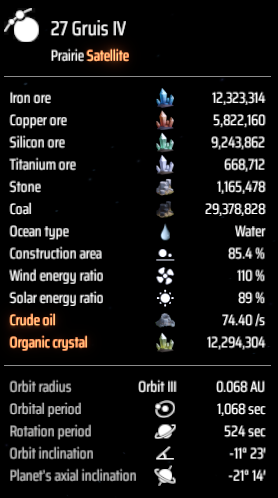 27 Gruis IV
Prairie Satellite
Iron ore 12,323,314
Copper ore 5,822,160
Silicon ore 9,243,862
Titanium ore 668,712
Stone 1,165,478
Coal 29,378,828
Ocean type Water
Construction area 85.4 %
Wind energy ratio 110 %
Solar energy ratio 89 %
Crude oil 74.40 /s
Organic crystal 12,294,304
Orbit radius Orbit III 0.068 AU
Orbital period 1,068 sec
Rotation period 524 sec
Orbit inclination -11° 23'
Planet's axial inclination -21° 14'